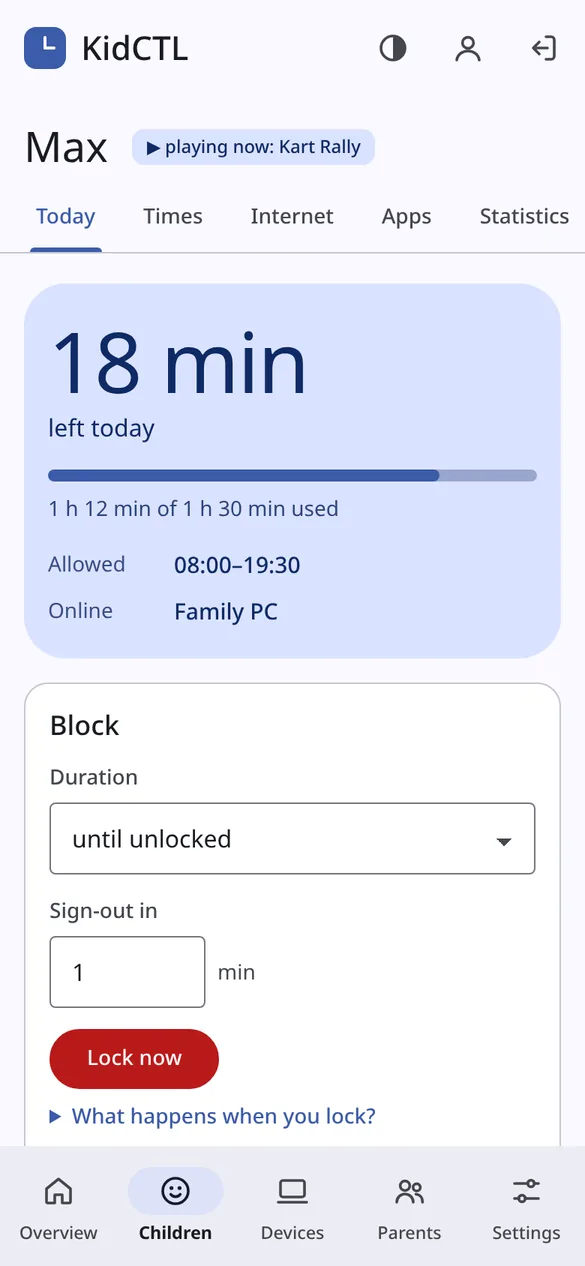 KidCTL
Max ▶ playing now: Kart Rally
Today Times Internet Apps Statistics
18 min
left today
1 h 12 min of 1 h 30 min used
Allowed 08:00–19:30
Online Family PC
Block
Duration
until unlocked
Sign-out in
1 min
Lock now
▶ What happens when you lock?
Overview Children Devices Parents Settings